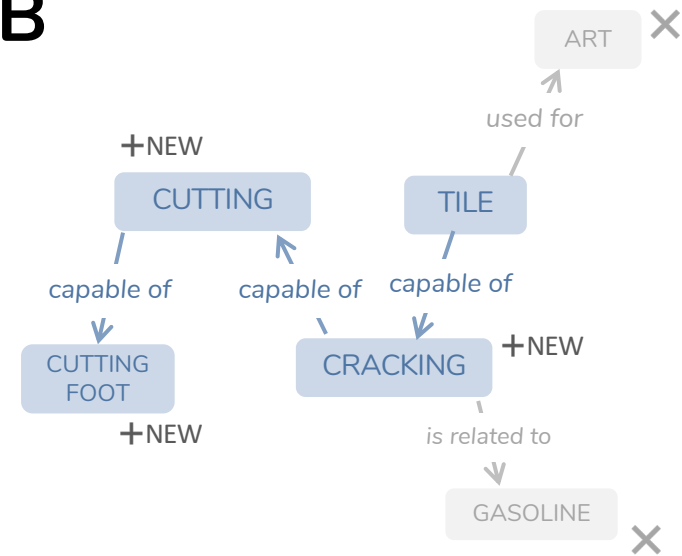 B
ART
used for
+NEW
CUTTING
TILE
capable of
capable of
capable of
CUTTING
FOOT
CRACKING
+NEW
+NEW
is related to
GASOLINE